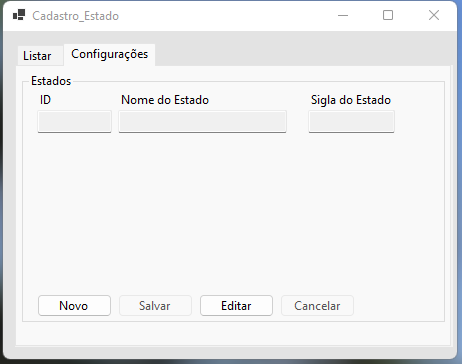 Cadastro_Estado
Listar Configurações
Estados
ID Nome do Estado Sigla do Estado
Novo Salvar Editar Cancelar